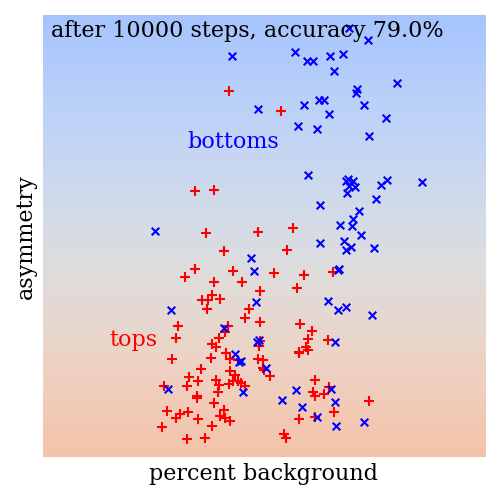 after 10000 steps, accuracy 79.0%
bottoms
asymmetry
tops
percent background